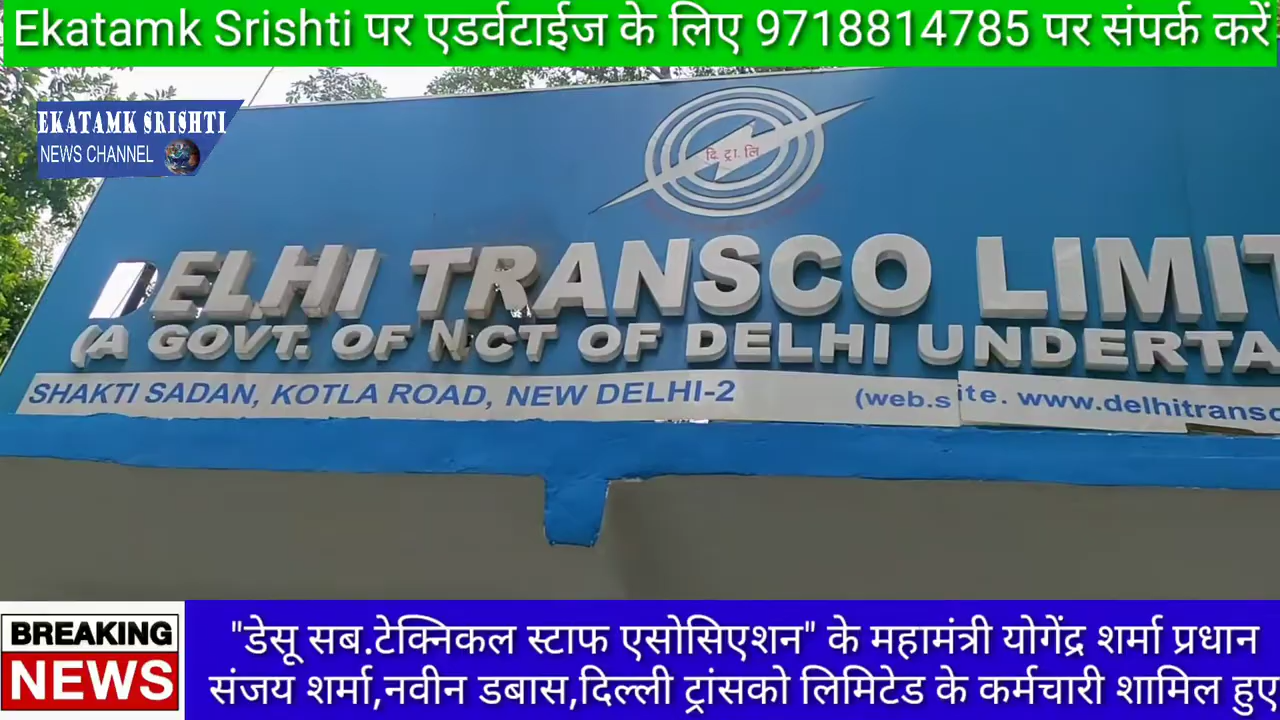 Ekatamk Srishti पर एडर्वटाईज के लिए 9718814785 पर संपर्क करें
EKATAMK SRISHTI
NEWS CHANNEL
दि. ट्रा. लि
DELHI TRANSCO LIMIT
(A GOVT. OF NCT OF DELHI UNDERTA
SHAKTI SADAN, KOTLA ROAD, NEW DELHI-2 (web.site. www.delhitransc
BREAKING
NEWS
"डेसू सब.टेक्निकल स्टाफ एसोसिएशन" के महामंत्री योगेंद्र शर्मा प्रधान
संजय शर्मा,नवीन डबास,दिल्ली ट्रांसको लिमिटेड के कर्मचारी शामिल हुए